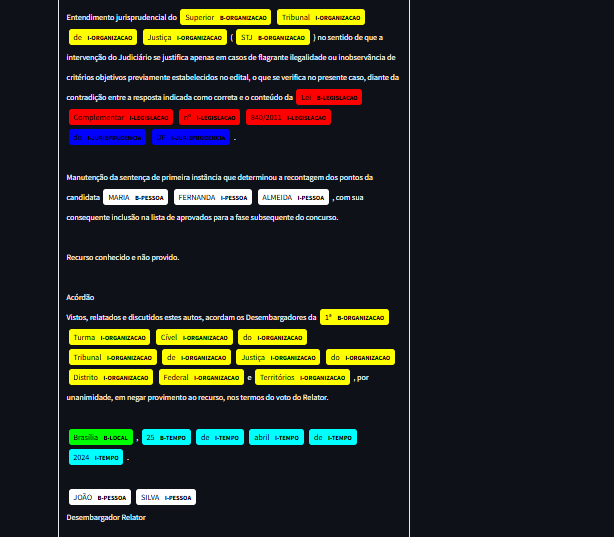 Entendimento jurisprudencial do Superior B-ORGANIZACAO Tribunal I-ORGANIZACAO
de I-ORGANIZACAO Justiça I-ORGANIZACAO ( STJ B-ORGANIZACAO ) no sentido de que a
intervenção do Judiciário se justifica apenas em casos de flagrante ilegalidade ou inobservância de
critérios objetivos previamente estabelecidos no edital, o que se verifica no presente caso, diante da
contradição entre a resposta indicada como correta e o conteúdo da Lei B-LEGISLACAO
Complementar I-LEGISLACAO nº I-LEGISLACAO 840/2011 I-LEGISLACAO
.
Manutenção da sentença de primeira instância que determinou a recontagem dos pontos da
candidata MARIA B-PESSOA FERNANDA I-PESSOA ALMEIDA I-PESSOA , com sua
consequente inclusão na lista de aprovados para a fase subsequente do concurso.
Recurso conhecido e não provido.
Acórdão
Vistos, relatados e discutidos estes autos, acordam os Desembargadores da 1ª B-ORGANIZACAO
Turma I-ORGANIZACAO Cível I-ORGANIZACAO do I-ORGANIZACAO
Tribunal I-ORGANIZACAO de I-ORGANIZACAO Justiça I-ORGANIZACAO do I-ORGANIZACAO
Distrito I-ORGANIZACAO Federal I-ORGANIZACAO e Territórios I-ORGANIZACAO , por
unanimidade, em negar provimento ao recurso, nos termos do voto do Relator.
Brasília B-LOCAL , 25 B-TEMPO de I-TEMPO abril I-TEMPO de I-TEMPO
2024 I-TEMPO .
JOÃO B-PESSOA SILVA I-PESSOA
Desembargador Relator